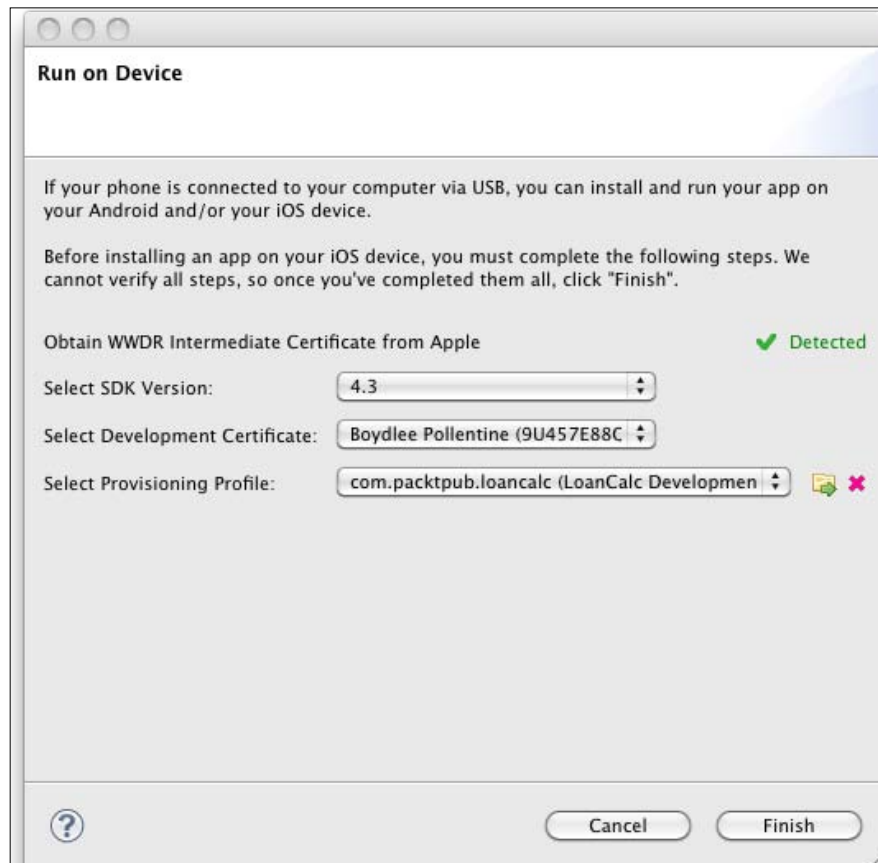 Run on Device
If your phone is connected to your computer via USB, you can install and run your app on
your Android and/or your iOS device.
Before installing an app on your iOS device, you must complete the following steps. We
cannot verify all steps, so once you've completed them all, click "Finish".
Obtain WWDR Intermediate Certificate from Apple Detected
Select SDK Version: 4.3
Select Development Certificate: Boydlee Pollentine (9U457E88C
Select Provisioning Profile: com.packtpub.loancalc (LoanCalc Developmen
? Cancel Finish